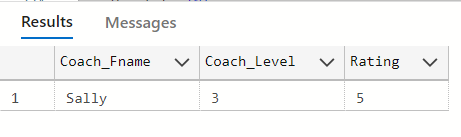 Results Messages
Coach_Fname Coach_Level Rating
1 Sally 3 5